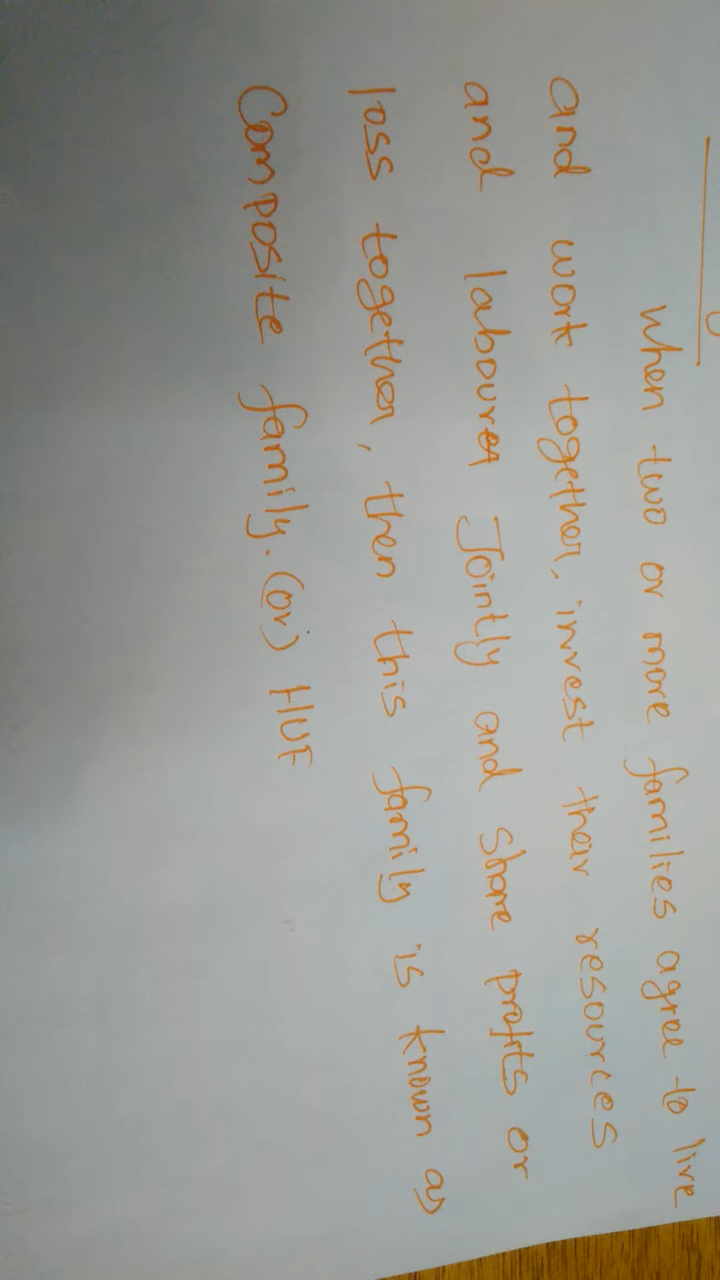 When two or more families agree to live
and work together, invest their resources
and labourer Jointly and share profits or
loss together, then this family is known as
Composite family. (or) HUF